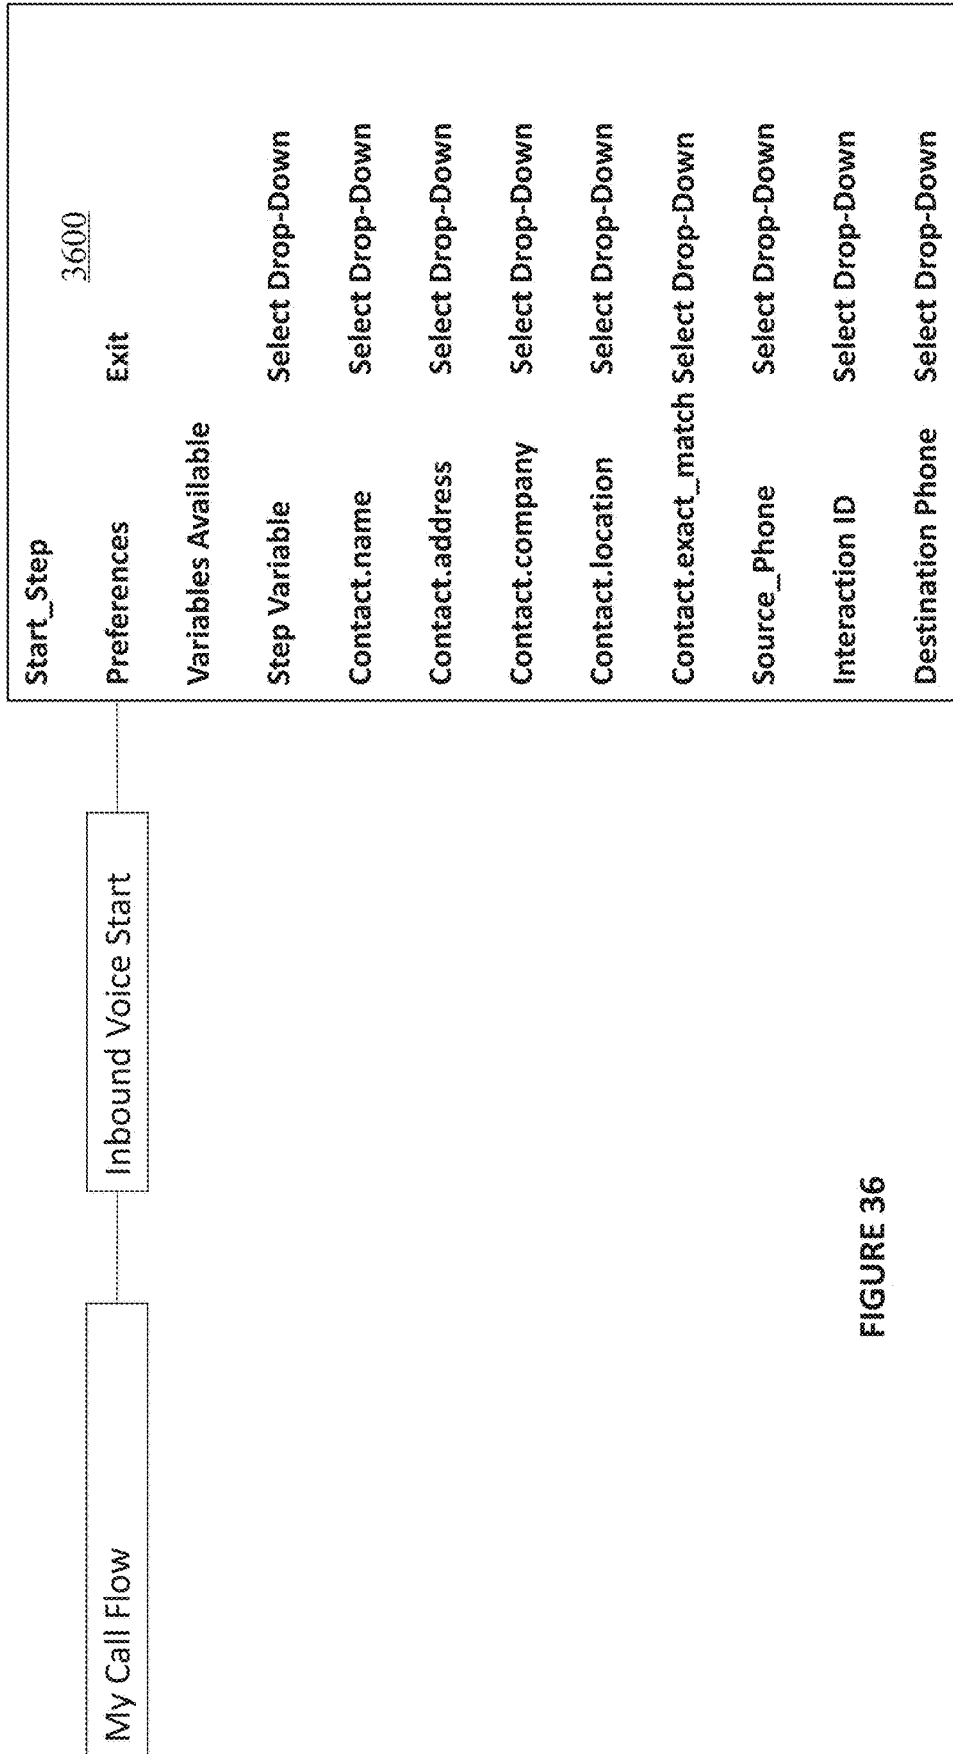 My Call Flow
Inbound Voice Start
Start_Step
3600
Preferences Exit
Variables Available
Step Variable Select Drop-Down
Contact.name Select Drop-Down
Contact.address Select Drop-Down
Contact.company Select Drop-Down
Contact.location Select Drop-Down
Contact.exact_match Select Drop-Down
Source_Phone Select Drop-Down
Interaction ID Select Drop-Down
Destination Phone Select Drop-Down
FIGURE 36